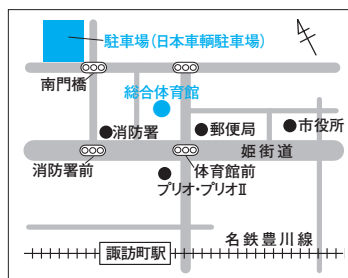 駐車場(日本車輌駐車場)
南門橋
総合体育館
消防署
郵便局
市役所
姫街道
消防署前
体育館前
プリオ・プリオⅡ
名鉄豊川線
諏訪町駅